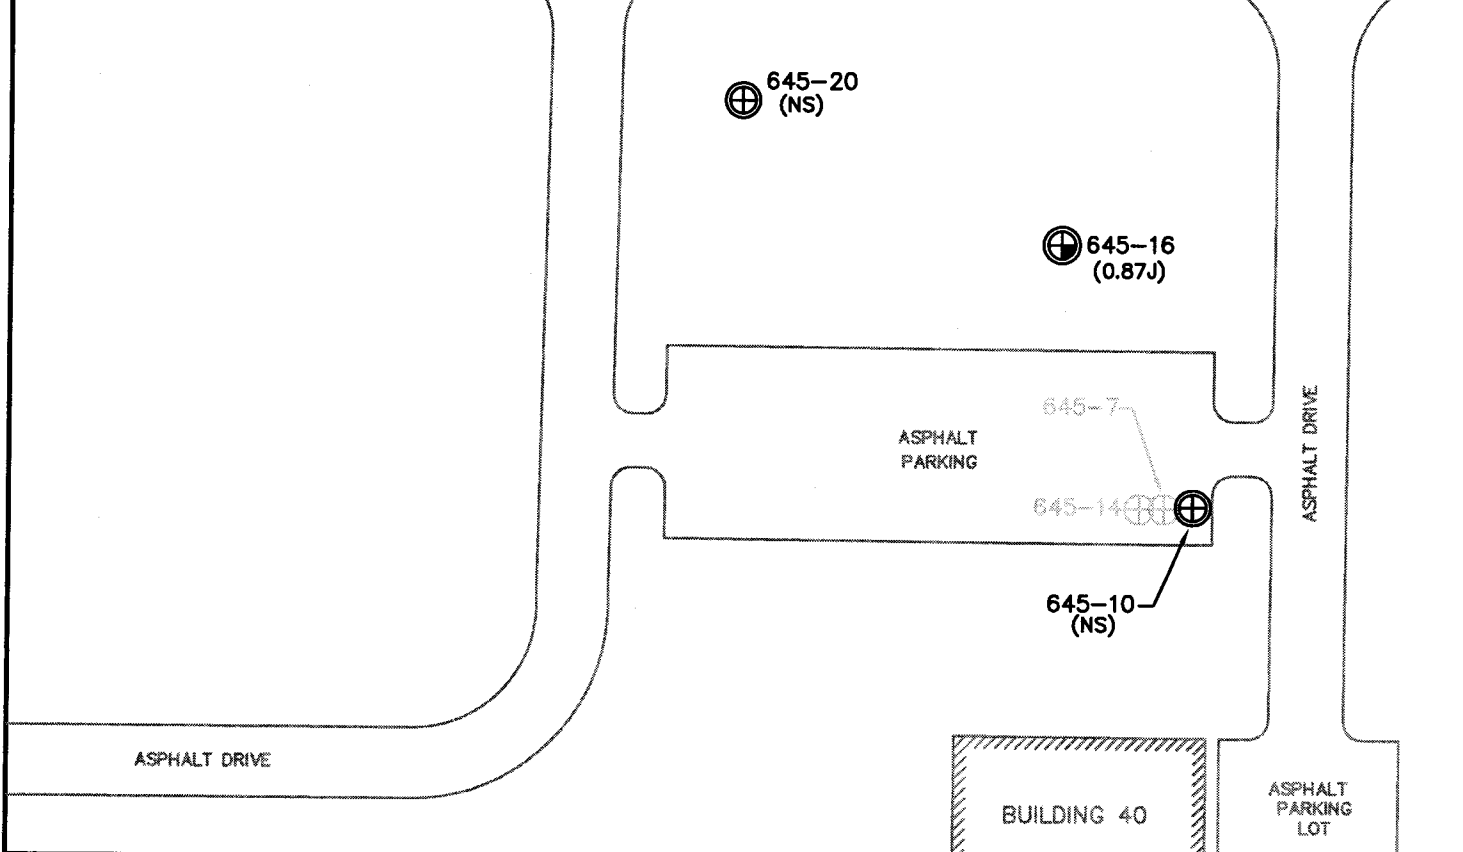 645-20
(NS)
645-16
(0.87J)
645-7
ASPHALT
PARKING
ASPHALT DRIVE
645-14
645-10
(NS)
ASPHALT DRIVE
BUILDING 40
ASPHALT
PARKING
LOT